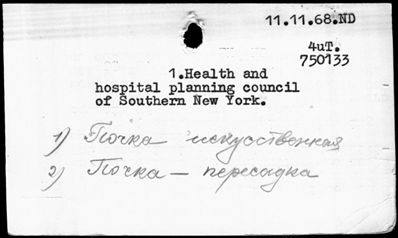 11.11.68.ND
4чт.
750133
1.Health and
hospital planning council
of Southern New York.
1) Почка искусственная
2) Почка – пересадка